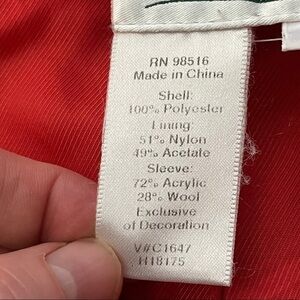 RN 98516
Made in China
Shell:
100% Polyester
Lining:
51% Nylon
49% Acetate
Sleeve:
72% Acrylic
28% Wool
Exclusive
of Decoration
V#C1647
H18175